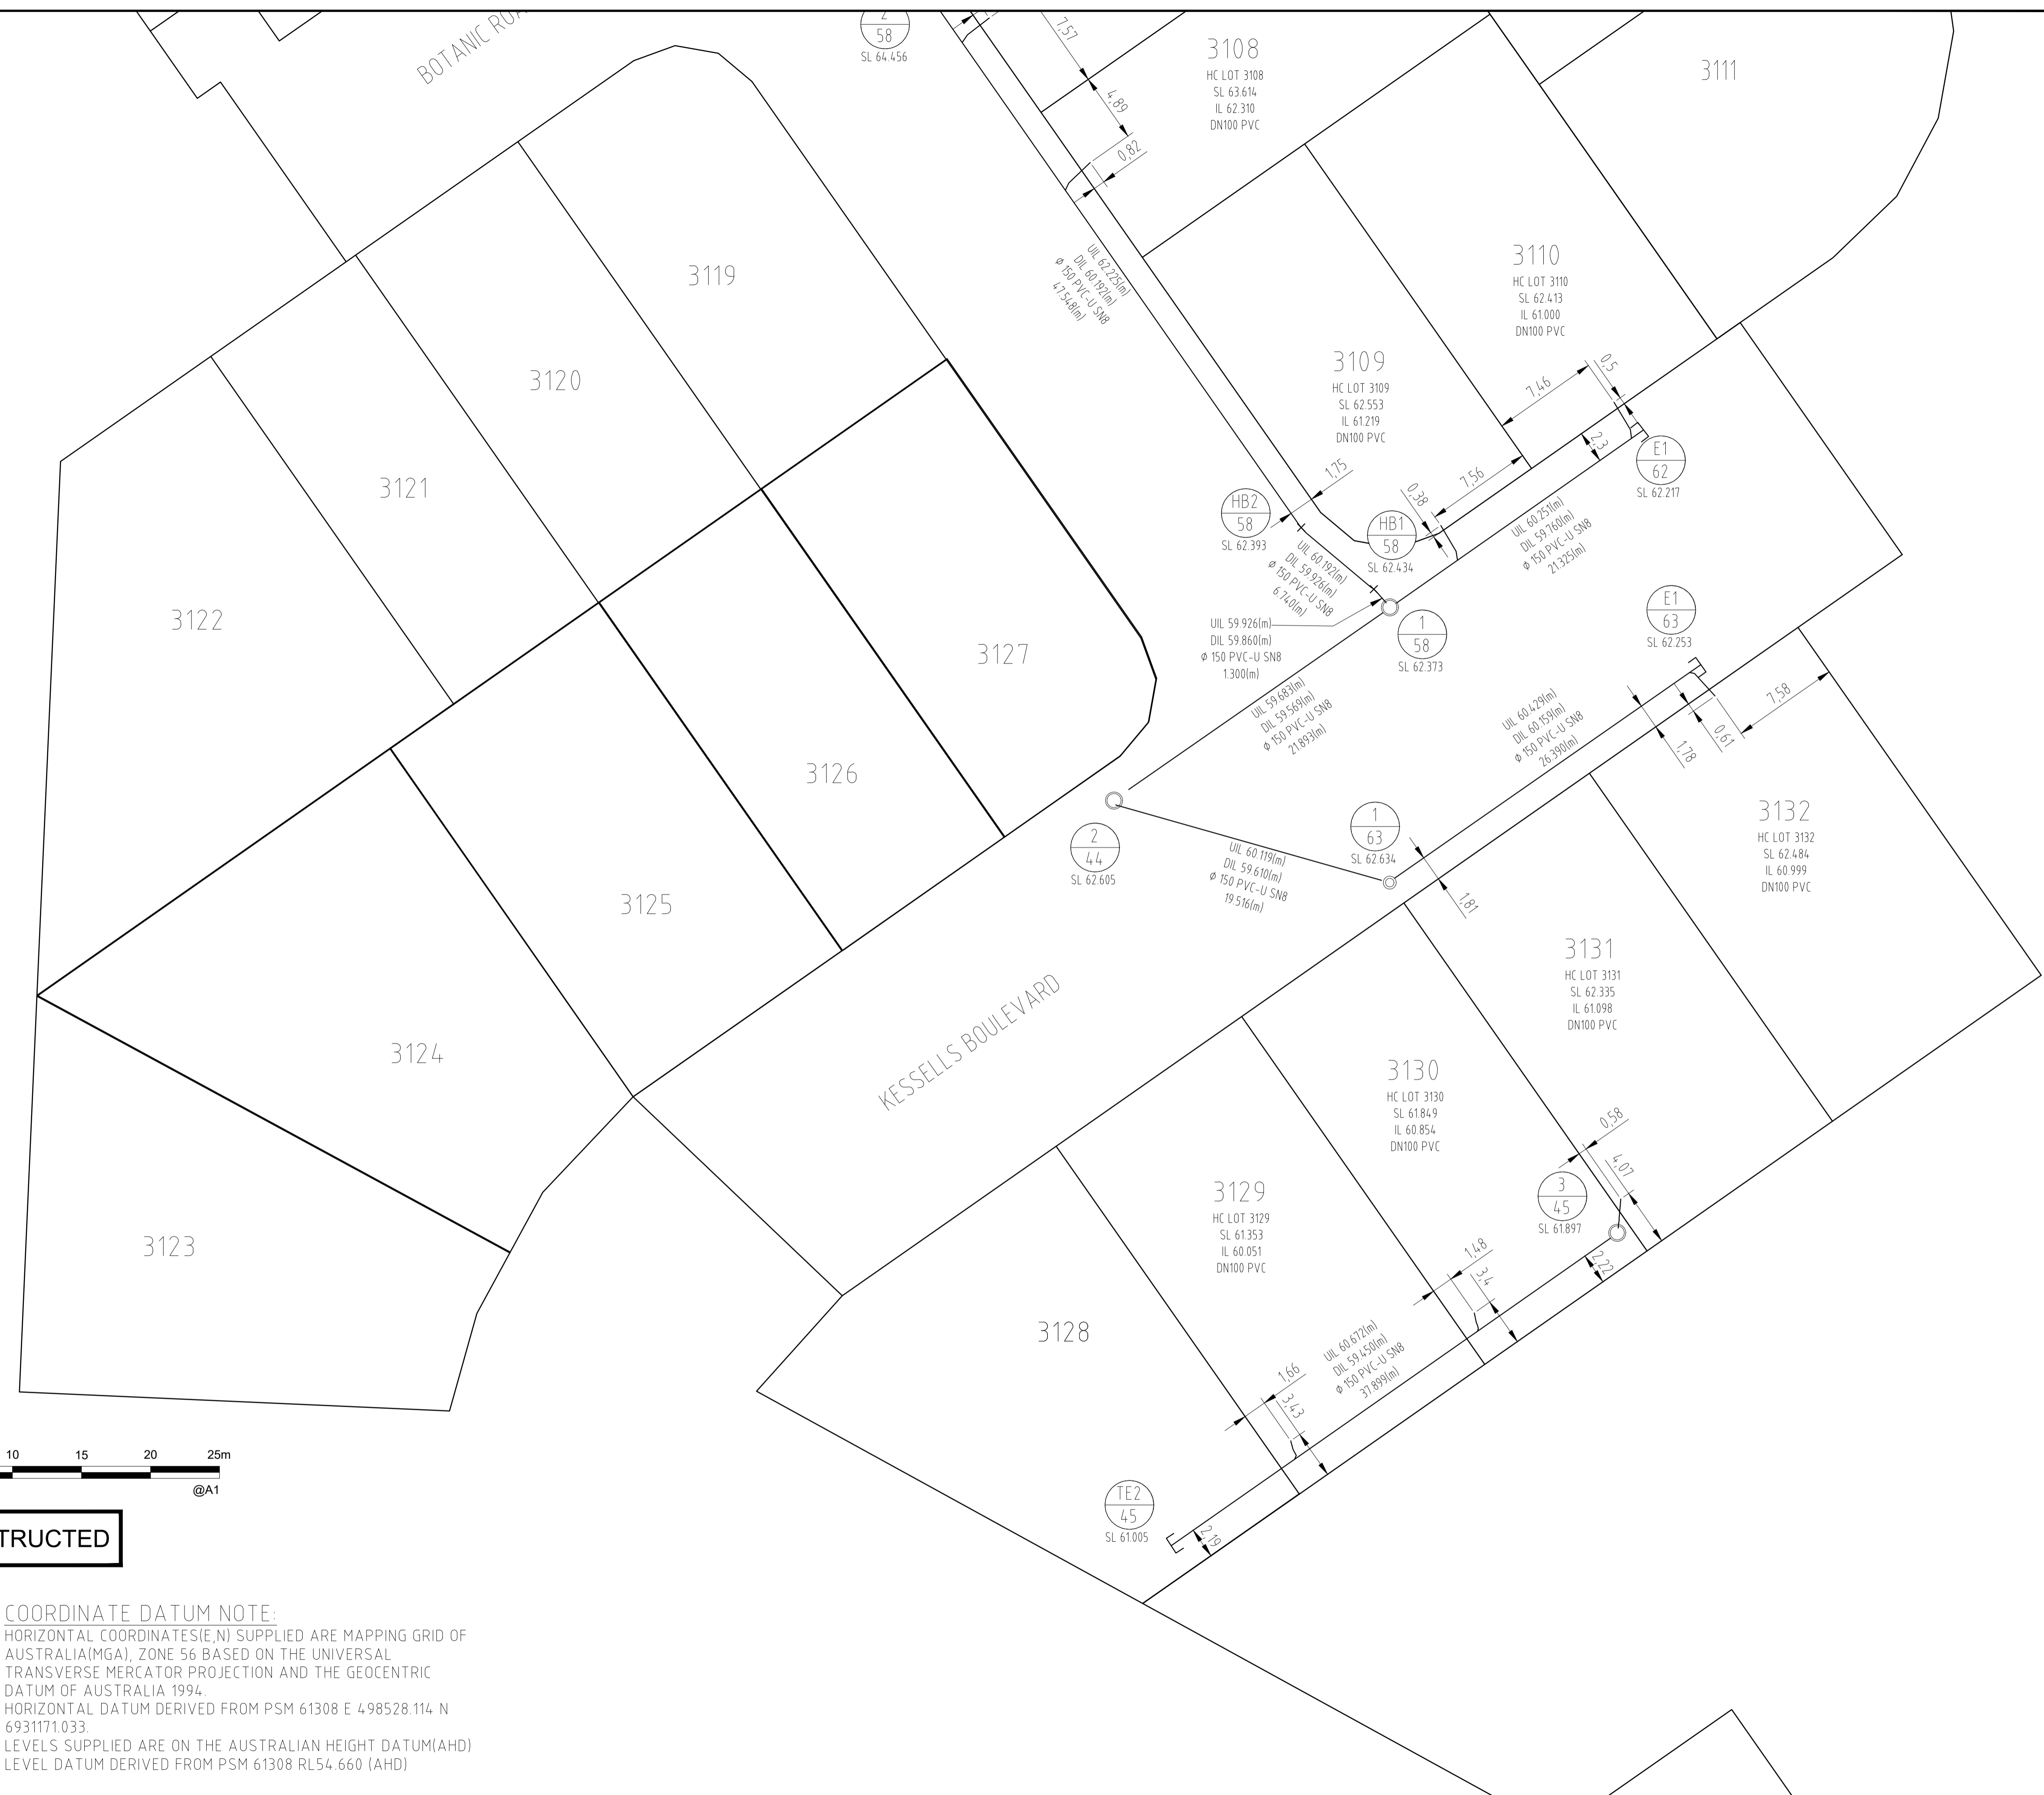 BOTANIC
2
58
SL 64.456
7,57
4,89
0,82
3108
HC LOT 3108
SL 63.614
IL 62.310
DN100 PVC
3111
3119
UIL 62.225(m)
DIL 60.192(m)
Φ 150 PVC-U SN8
47.548(m)
3110
HC LOT 3110
SL 62.413
IL 61.000
DN100 PVC
3120
3109
HC LOT 3109
SL 62.553
IL 61.219
DN100 PVC
7,46
0,5
2,3
E1
62
SL 62.217
3121
1,75
0,38
7,56
HB2
58
SL 62.393
HB1
58
SL 62.434
UIL 60.251(m)
DIL 59.760(m)
Φ 150 PVC-U SN8
21.325(m)
UIL 60.192(m)
DIL 59.926(m)
Φ 150 PVC-U SN8
6.740(m)
3122
3127
UIL 59.926(m)
DIL 59.860(m)
Φ 150 PVC-U SN8
1.300(m)
1
58
SL 62.373
E1
63
SL 62.253
UIL 59.683(m)
DIL 59.569(m)
Φ 150 PVC-U SN8
21.893(m)
UIL 60.429(m)
DIL 60.159(m)
Φ 150 PVC-U SN8
26.390(m)
1,78
0,61
7,58
3126
2
44
SL 62.605
1
63
SL 62.634
UIL 60.119(m)
DIL 59.610(m)
Φ 150 PVC-U SN8
19.516(m)
1,81
3132
HC LOT 3132
SL 62.484
IL 60.999
DN100 PVC
3125
3131
HC LOT 3131
SL 62.335
IL 61.098
DN100 PVC
KESSELLS BOULEVARD
3124
3130
HC LOT 3130
SL 61.849
IL 60.854
DN100 PVC
0,58
4,07
3
45
SL 61.897
2,22
3129
HC LOT 3129
SL 61.353
IL 60.051
DN100 PVC
3123
1,48
3,4
3128
UIL 60.672(m)
DIL 59.450(m)
Φ 150 PVC-U SN8
37.899(m)
1,66
3,43
TE2
45
SL 61.005
2,19
10 15 20 25m
@A1
TRUCTED
COORDINATE DATUM NOTE:
HORIZONTAL COORDINATES(E,N) SUPPLIED ARE MAPPING GRID OF
AUSTRALIA(MGA), ZONE 56 BASED ON THE UNIVERSAL
TRANSVERSE MERCATOR PROJECTION AND THE GEOCENTRIC
DATUM OF AUSTRALIA 1994.
HORIZONTAL DATUM DERIVED FROM PSM 61308 E 498528.114 N
6931171.033.
LEVELS SUPPLIED ARE ON THE AUSTRALIAN HEIGHT DATUM(AHD)
LEVEL DATUM DERIVED FROM PSM 61308 RL54.660 (AHD)